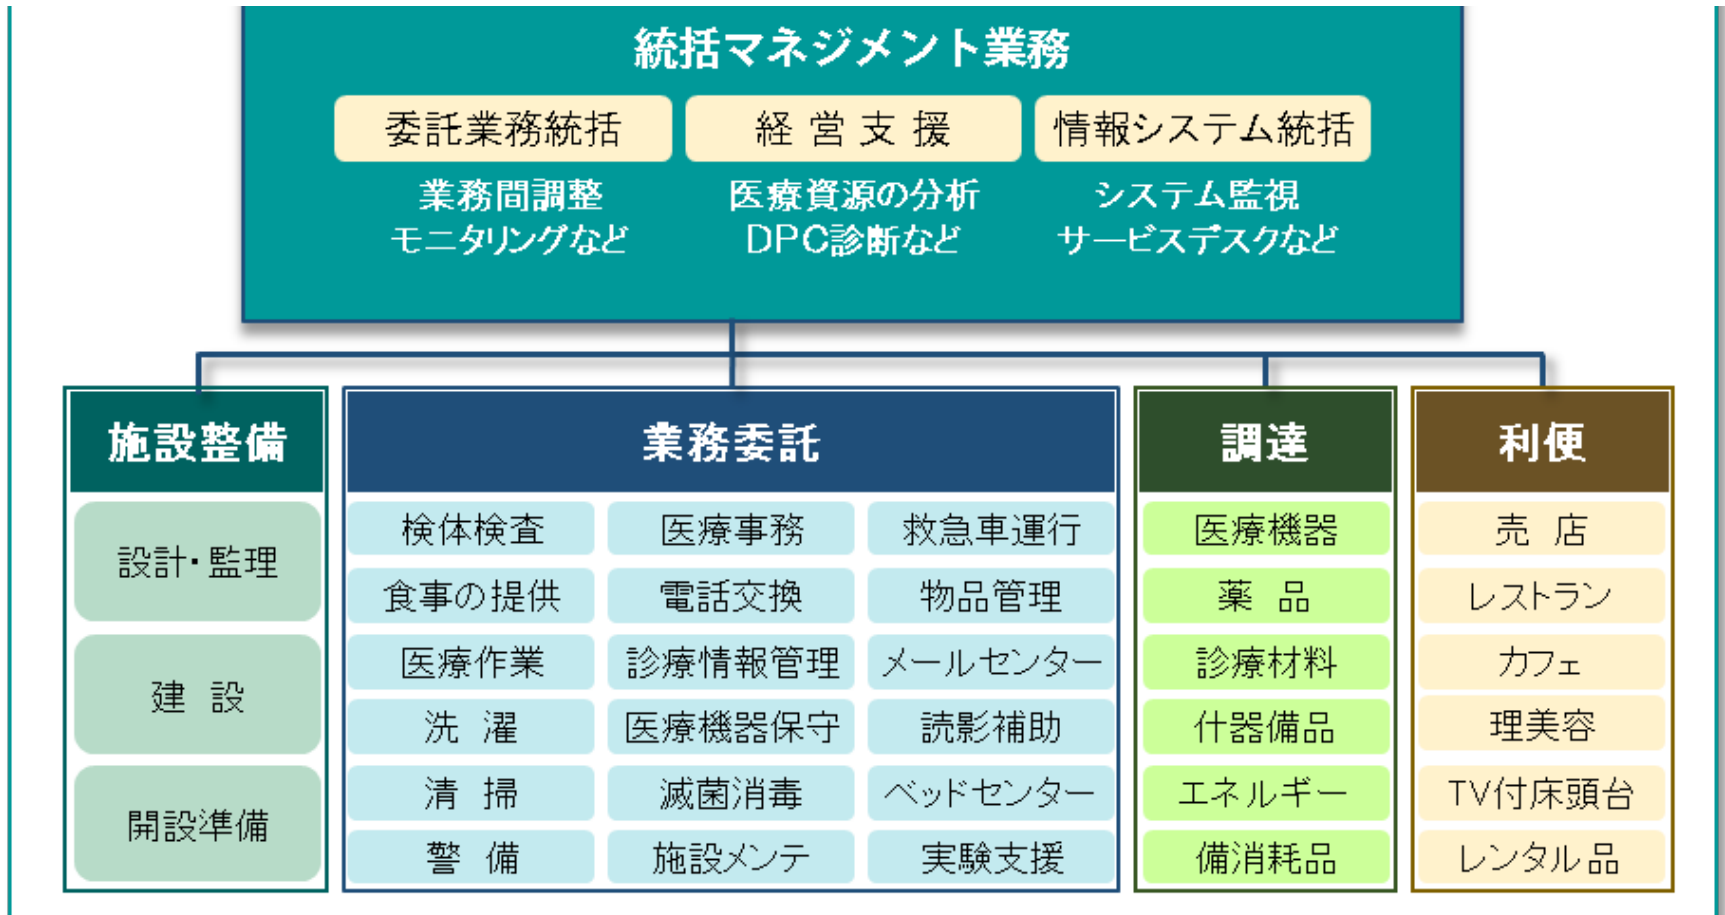 統括マネジメント業務
委託業務統括
経営支援
情報システム統括
業務間調整
モニタリングなど
医療資源の分析
DPC診断など
システム監視
サービスデスクなど
施設整備
設計・監理
建設
開設準備
業務委託
検体検査
医療事務
救急車運行
食事の提供
電話交換
物品管理
医療作業
診療情報管理
メールセンター
洗濯
医療機器保守
読影補助
清掃
滅菌消毒
ベッドセンター
警備
施設メンテ
実験支援
調達
医療機器
薬品
診療材料
什器備品
エネルギー
備消耗品
利便
売店
レストラン
カフェ
理美容
TV付床頭台
レンタル品